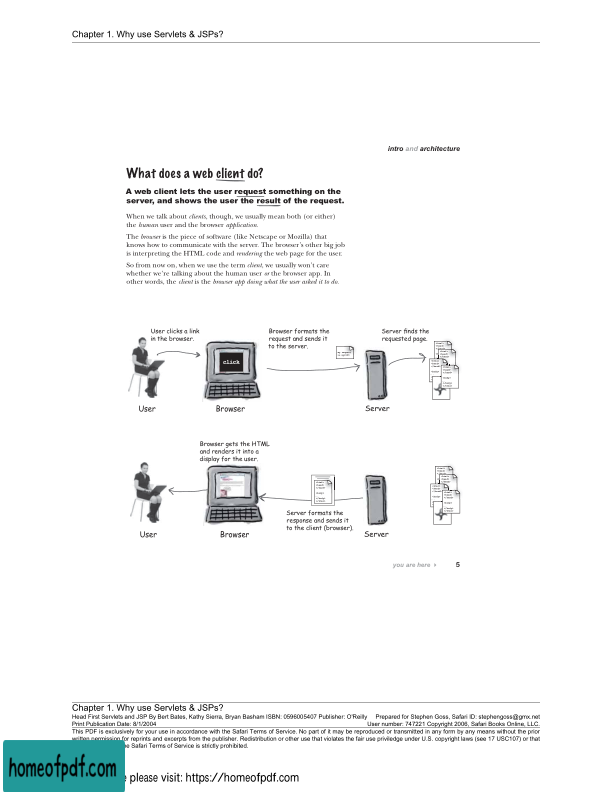 Chapter 1. Why use Servlets & JSPs?
intro and architecture
What does a web client do?
A web client lets the user request something on the
server, and shows the user the result of the request.
When we talk about clients, though, we usually mean both (or either)
the human user and the browser application.
The browser is the piece of software (like Netscape or Mozilla) that
knows how to communicate with the server. The browser's other big job
is interpreting the HTML code and rendering the web page for the user.
So from now on, when we use the term client, we usually won't care
whether we're talking about the human user or the browser app. In
other words, the client is the browser app doing what the user asked it to do.
User clicks a link
in the browser.
Browser formats the
request and sends it
to the server.
Server finds the
requested page.
click
User
Browser
Server
Browser gets the HTML
and renders it into a
display for the user.
Server formats the
response and sends it
to the client (browser).
User
Browser
Server
you are here
5
Chapter 1. Why use Servlets & JSPs?
Head First Servlets and JSP By Bert Bates, Kathy Sierra, Bryan Basham ISBN: 0596005407 Publisher: O'Reilly Prepared for Stephen Goss, Safari ID: stephengoss@gmx.net
Print Publication Date: 8/1/2004 User number: 747221 Copyright 2006, Safari Books Online, LLC.
This PDF is exclusively for your use in accordance with the Safari Terms of Service. No part of it may be reproduced or transmitted in any form by any means without the prior
written permission for reprints and excerpts from the publisher. Redistribution or other use that violates the fair use priviledge under U.S. copyright laws (see 17 USC107) or that
Safari Terms of Service is strictly prohibited.
homeofpdf.com
please visit: https://homeofpdf.com